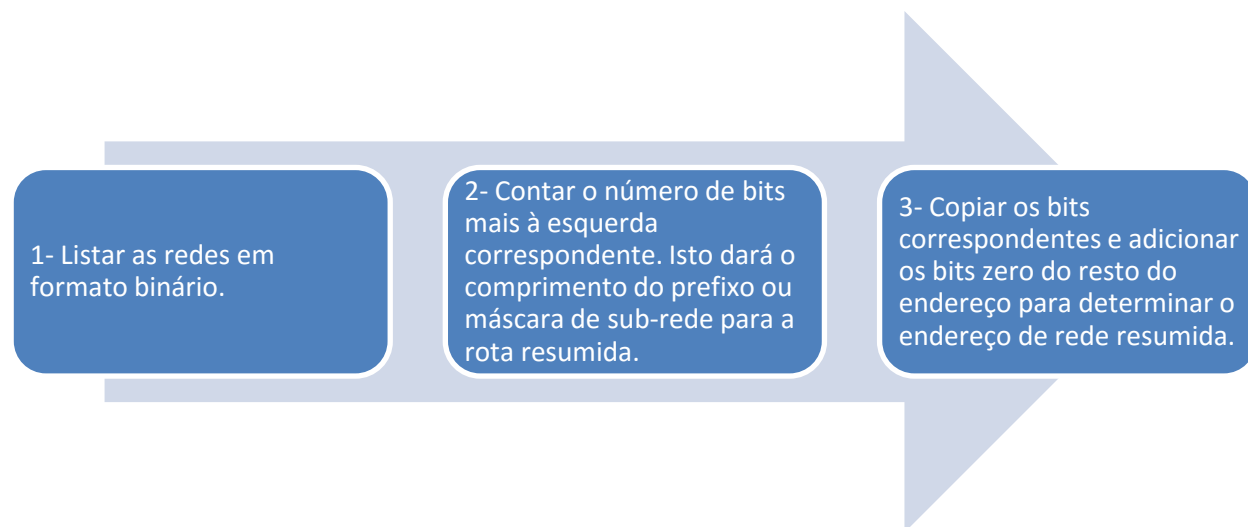 1- Listar as redes em
formato binário.
2- Contar o número de bits
mais à esquerda
correspondente. Isto dará o
comprimento do prefixo ou
máscara de sub-rede para a
rota resumida.
3- Copiar os bits
correspondentes e adicionar
os bits zero do resto do
endereço para determinar o
endereço de rede resumida.